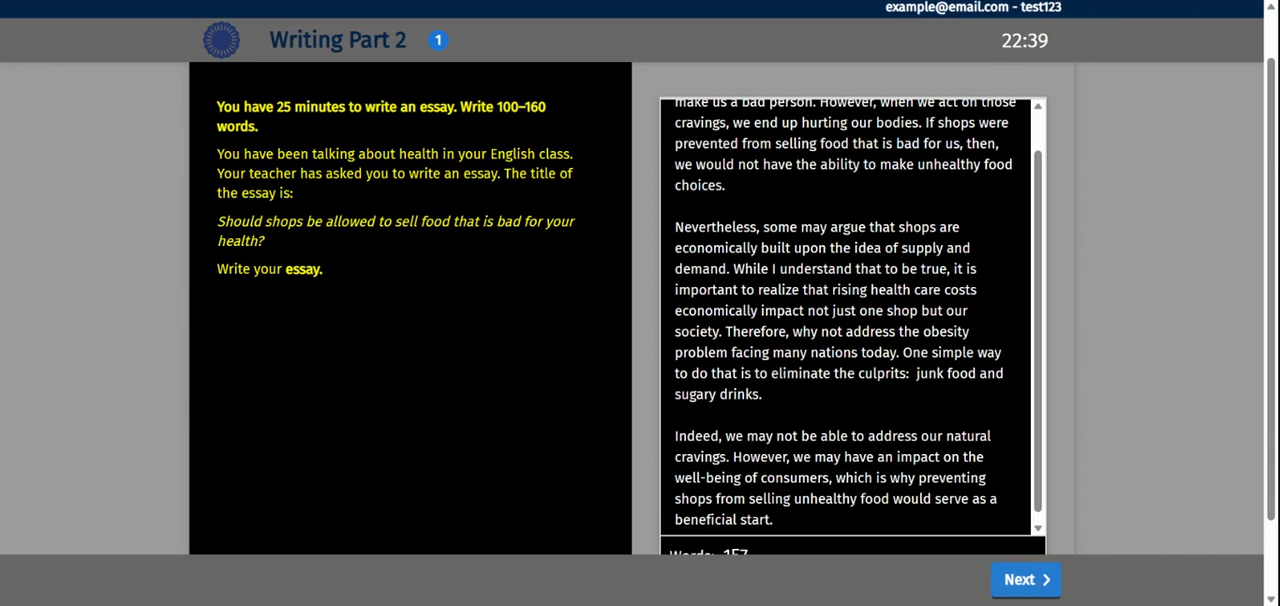 example@email.com - test123
Writing Part 2
1
22:39
You have 25 minutes to write an essay. Write 100–160
words.
You have been talking about health in your English class.
Your teacher has asked you to write an essay. The title of
the essay is:
Should shops be allowed to sell food that is bad for your
health?
Write your essay.
make us a bad person. However, when we act on those
cravings, we end up hurting our bodies. If shops were
prevented from selling food that is bad for us, then,
we would not have the ability to make unhealthy food
choices.
Nevertheless, some may argue that shops are
economically built upon the idea of supply and
demand. While I understand that to be true, it is
important to realize that rising health care costs
economically impact not just one shop but our
society. Therefore, why not address the obesity
problem facing many nations today. One simple way
to do that is to eliminate the culprits:  junk food and
sugary drinks.
Indeed, we may not be able to address our natural
cravings. However, we may have an impact on the
well-being of consumers, which is why preventing
shops from selling unhealthy food would serve as a
beneficial start.
Words: 157
Next